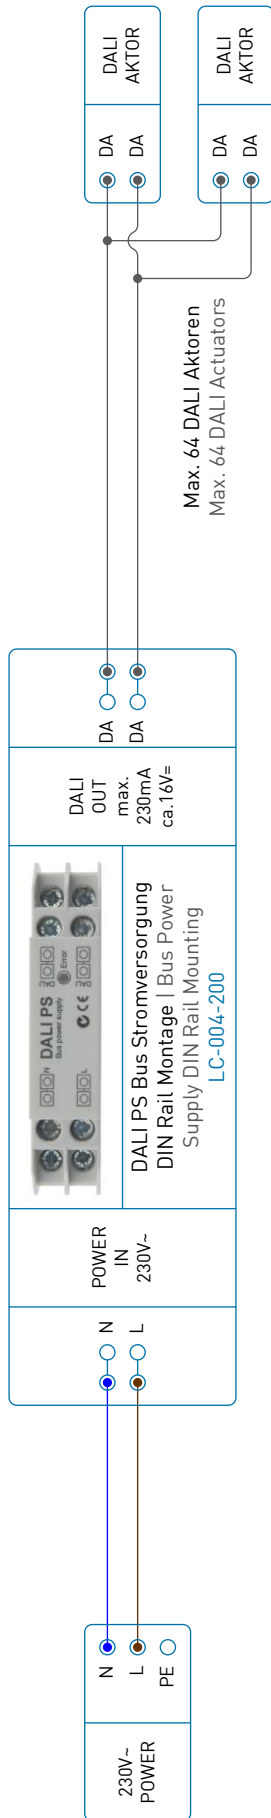 230V~
POWER
N
L
PE
N
L
POWER
IN
230V~
N
L
DALI PS
Bus power supply
Error
CE
DALI PS Bus Stromversorgung
DIN Rail Montage | Bus Power
Supply DIN Rail Mounting
LC-004-200
DALI
OUT
max.
230mA
ca.16V=
DA
DA
Max. 64 DALI Aktoren
Max. 64 DALI Actuators
DA
DA
DALI
AKTOR
DA
DA
DALI
AKTOR